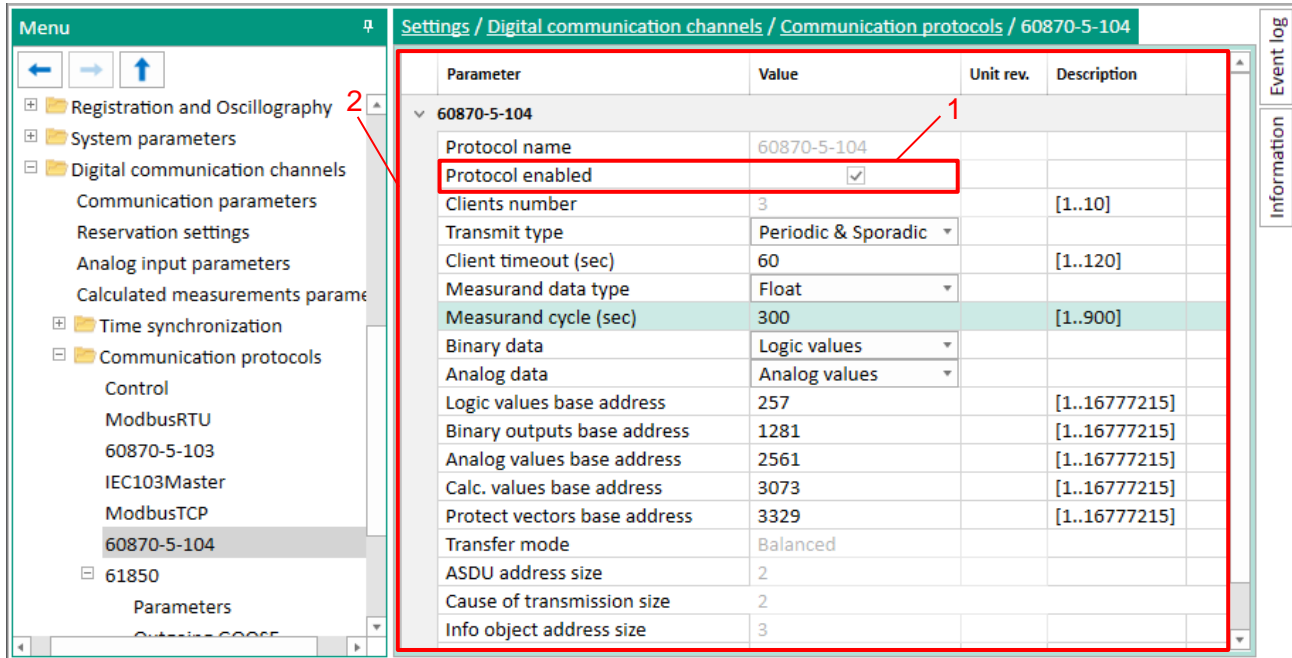 Menu
Registration and Oscillography
System parameters
Digital communication channels
Communication parameters
Reservation settings
Analog input parameters
Calculated measurements parame
Time synchronization
Communication protocols
Control
ModbusRTU
60870-5-103
IEC103Master
ModbusTCP
60870-5-104
61850
Parameters
Outgoing GOOSE
2
Settings / Digital communication channels / Communication protocols / 60870-5-104
Parameter Value Unit rev. Description
60870-5-104
1
Protocol name 60870-5-104
Protocol enabled
Clients number 3 [1..10]
Transmit type Periodic & Sporadic
Client timeout (sec) 60 [1..120]
Measurand data type Float
Measurand cycle (sec) 300 [1..900]
Binary data Logic values
Analog data Analog values
Logic values base address 257 [1..16777215]
Binary outputs base address 1281 [1..16777215]
Analog values base address 2561 [1..16777215]
Calc. values base address 3073 [1..16777215]
Protect vectors base address 3329 [1..16777215]
Transfer mode Balanced
ASDU address size 2
Cause of transmission size 2
Info object address size 3
Event log
Information